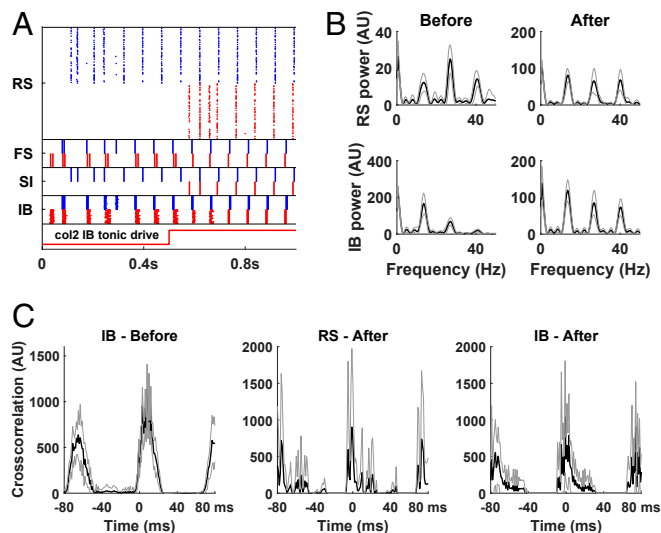 A
RS
FS
SI
IB
col2 IB tonic drive
0 0.4s 0.8s
B
Before After
RS power (AU)
30
20
10
0
0 40
200
100
0
0 40
IB power (AU)
400
200
0
0 40
200
100
0
0 40
Frequency (Hz) Frequency (Hz)
C
IB - Before RS - After IB - After
Crosscorrelation (AU)
1500
1000
500
0
-80 -40 0 40 80 ms
Time (ms)
2000
1500
1000
500
0
-80 -40 0 40 80 ms
Time (ms)
2000
1500
1000
500
0
-80 -40 0 40 80 ms
Time (ms)